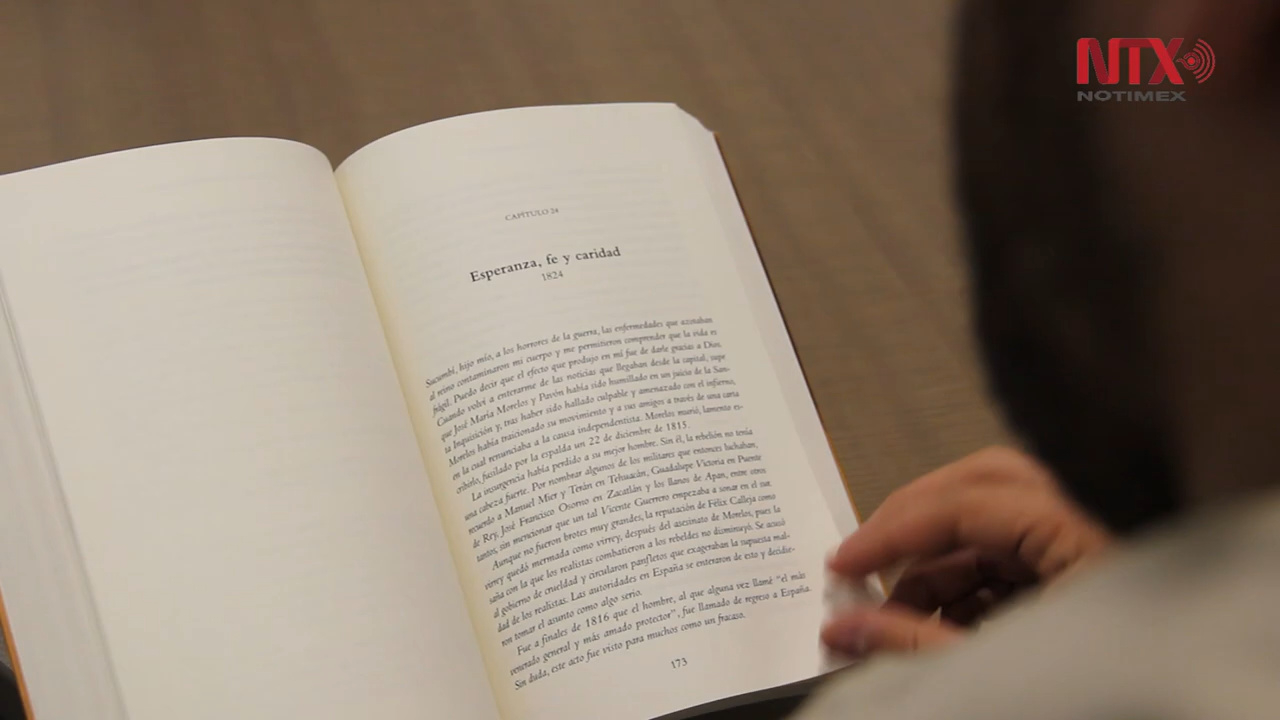 NTX
NOTIMEX
CAPÍTULO 24
Esperanza, fe y caridad
1824
Sucumbí, hijo mío, a los horrores de la guerra, las enfermedades que azotaban
al reino contaminaron mi cuerpo y me permitieron comprender que la vida es
frágil. Puedo decir que el efecto que produjo en mí fue de darle gracias a Dios.
Cuando volví a enterarme de las noticias que llegaban desde la capital, supe
que José María Morelos y Pavón había sido humillado en un juicio de la San-
ta Inquisición y, tras haber sido hallado culpable y amenazado con el infierno,
Morelos había traicionado su movimiento y a sus amigos a través de una carta
en la cual renunciaba a la causa independentista. Morelos murió, lamento es-
cribirlo, fusilado por la espalda un 22 de diciembre de 1815.
La insurgencia había perdido a su mejor hombre. Sin él, la rebelión no tenía
una cabeza fuerte. Por nombrar algunos de los militares que entonces luchaban,
recuerdo a Manuel Mier y Terán en Tehuacán, Guadalupe Victoria en Puente
de Rey, José Francisco Osorno en Zacatlán y los llanos de Apan, entre otros
tantos, sin mencionar que un tal Vicente Guerrero empezaba a sonar en el sur.
Aunque no fueron brotes muy grandes, la reputación de Félix Calleja como
virrey quedó mermada como virrey, después del asesinato de Morelos, pues la
saña con la que los realistas combatieron a los rebeldes no disminuyó. Se acusó
al gobierno de crueldad y circularon panfletos que exageraban la supuesta mal-
dad de los realistas. Las autoridades en España se enteraron de esto y decidie-
ron tomar el asunto como algo serio.
Fue a finales de 1816 que el hombre, al que alguna vez llamé "el más
venerado general y más amado protector", fue llamado de regreso a España.
Sin duda, este acto fue visto para muchos como un fracaso.
173